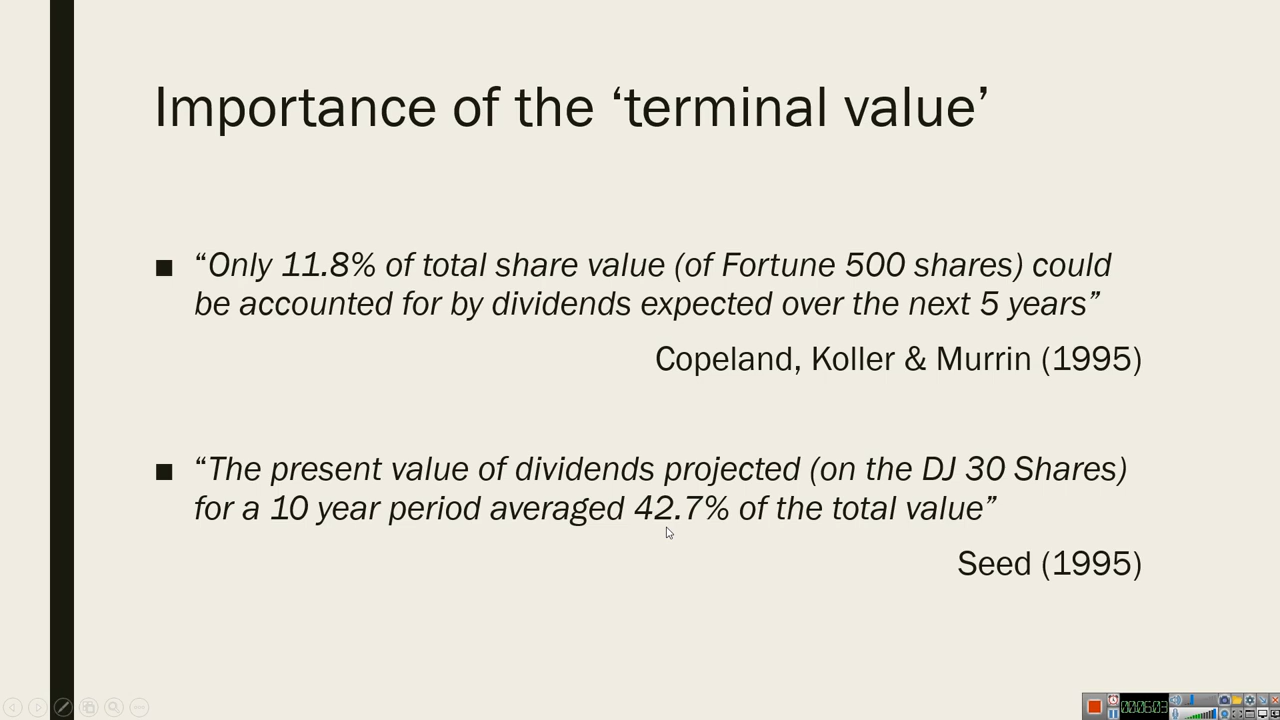 Importance of the ‘terminal value’
■ “Only 11.8% of total share value (of Fortune 500 shares) could
be accounted for by dividends expected over the next 5 years”
Copeland, Koller & Murrin (1995)
■ “The present value of dividends projected (on the DJ 30 Shares)
for a 10 year period averaged 42.7% of the total value”
Seed (1995)
000603